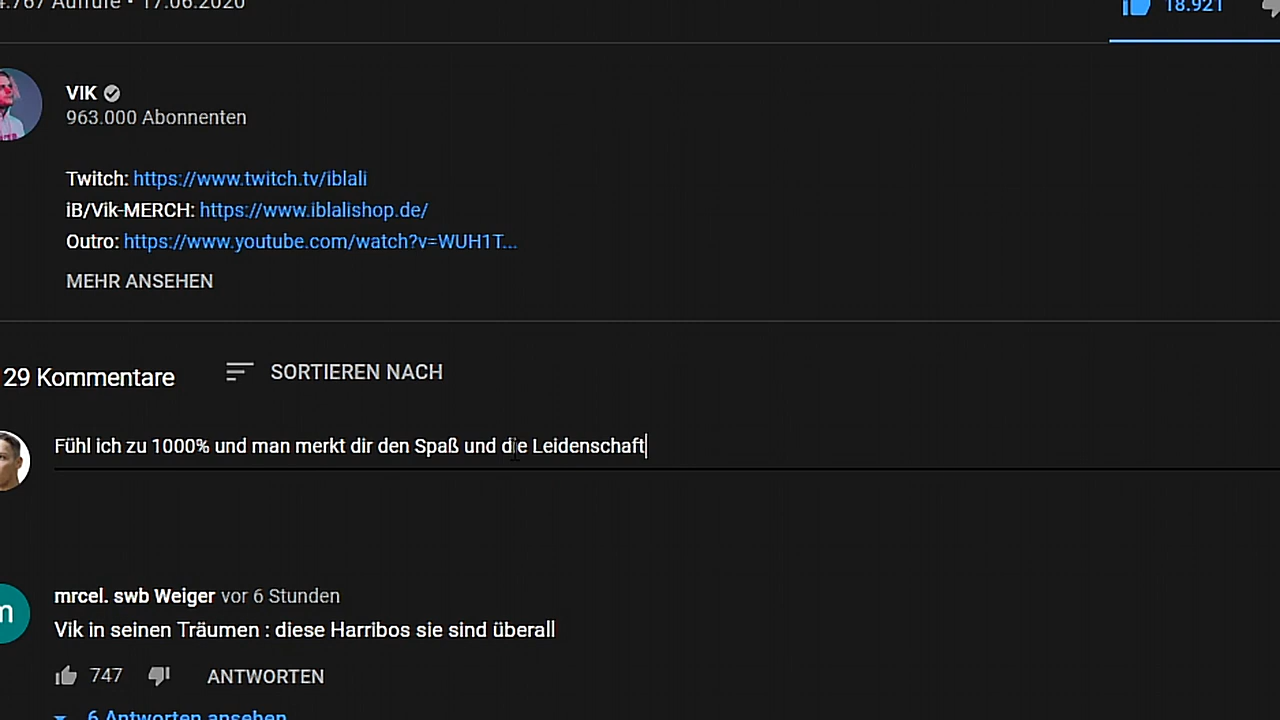 4.767 Aufrufe • 17.06.2020
18.921
VIK
963.000 Abonnenten
Twitch: https://www.twitch.tv/iblali
iB/Vik-MERCH: https://www.iblalishop.de/
Outro: https://www.youtube.com/watch?v=WUH1T...
MEHR ANSEHEN
29 Kommentare
SORTIEREN NACH
Fühl ich zu 1000% und man merkt dir den Spaß und die Leidenschaft
m
mrcel. swb Weiger vor 6 Stunden
Vik in seinen Träumen : diese Harribos sie sind überall
747
ANTWORTEN
6 Antworten ansehen